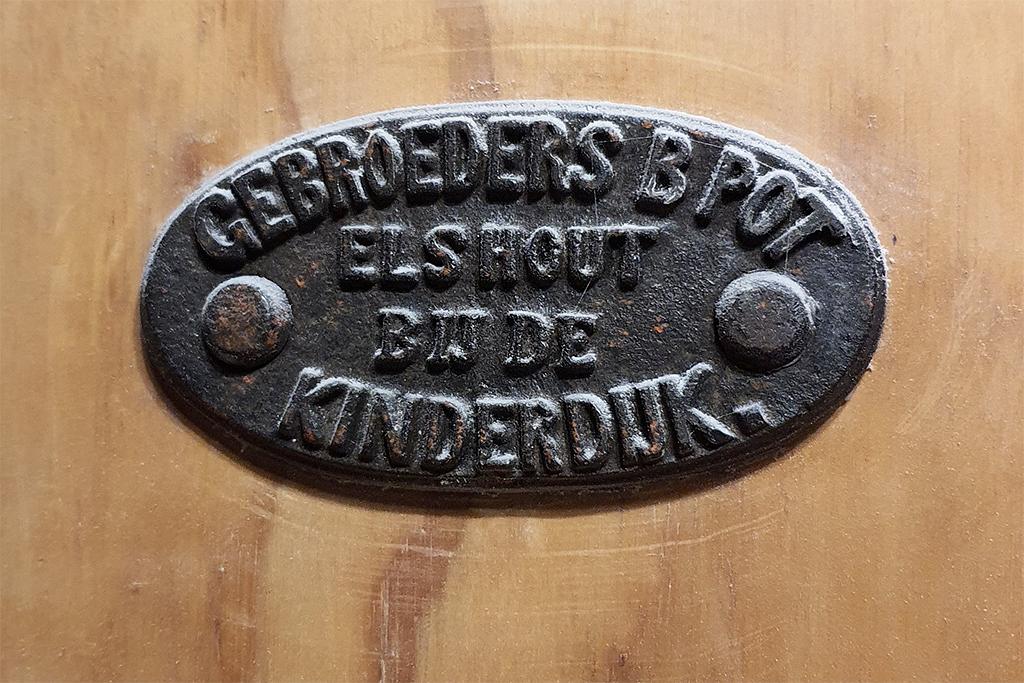 GEBROEDERS B POT
ELSHOUT
BIJ DE
KINDERDIJK.